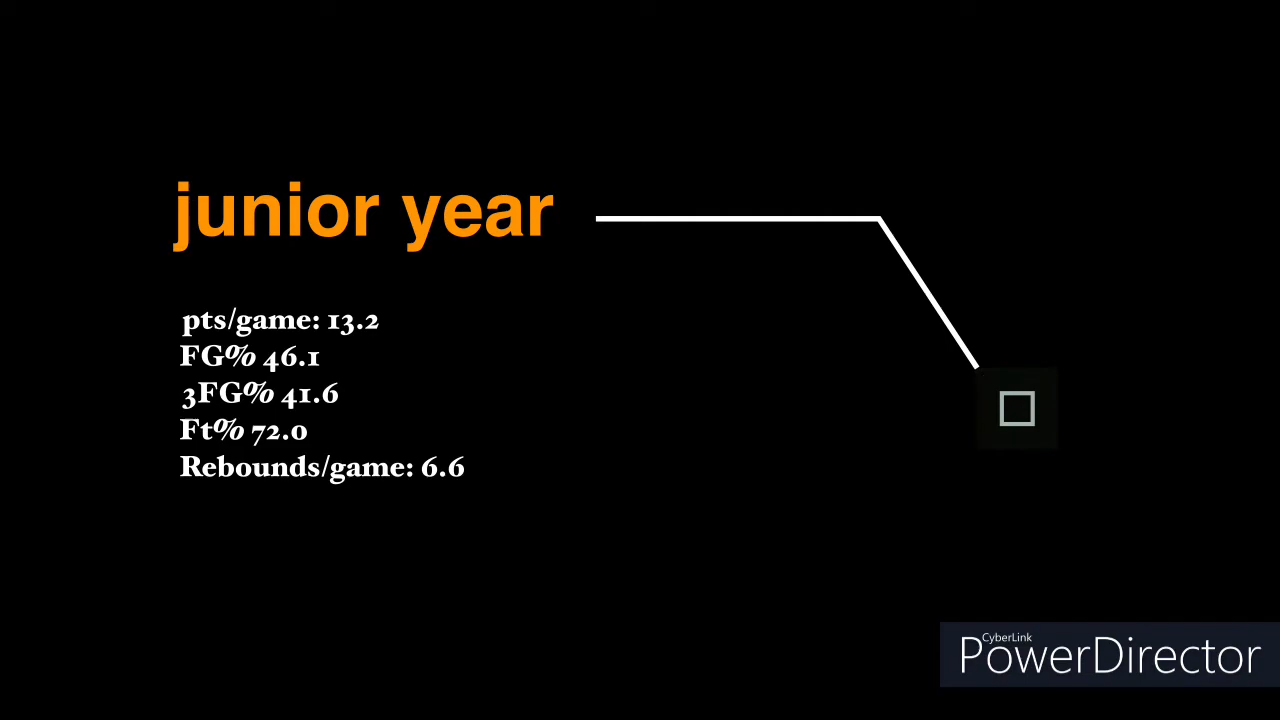 junior year
pts/game: 13.2
FG% 46.1
3FG% 41.6
Ft% 72.0
Rebounds/game: 6.6
CyberLink
PowerDirector